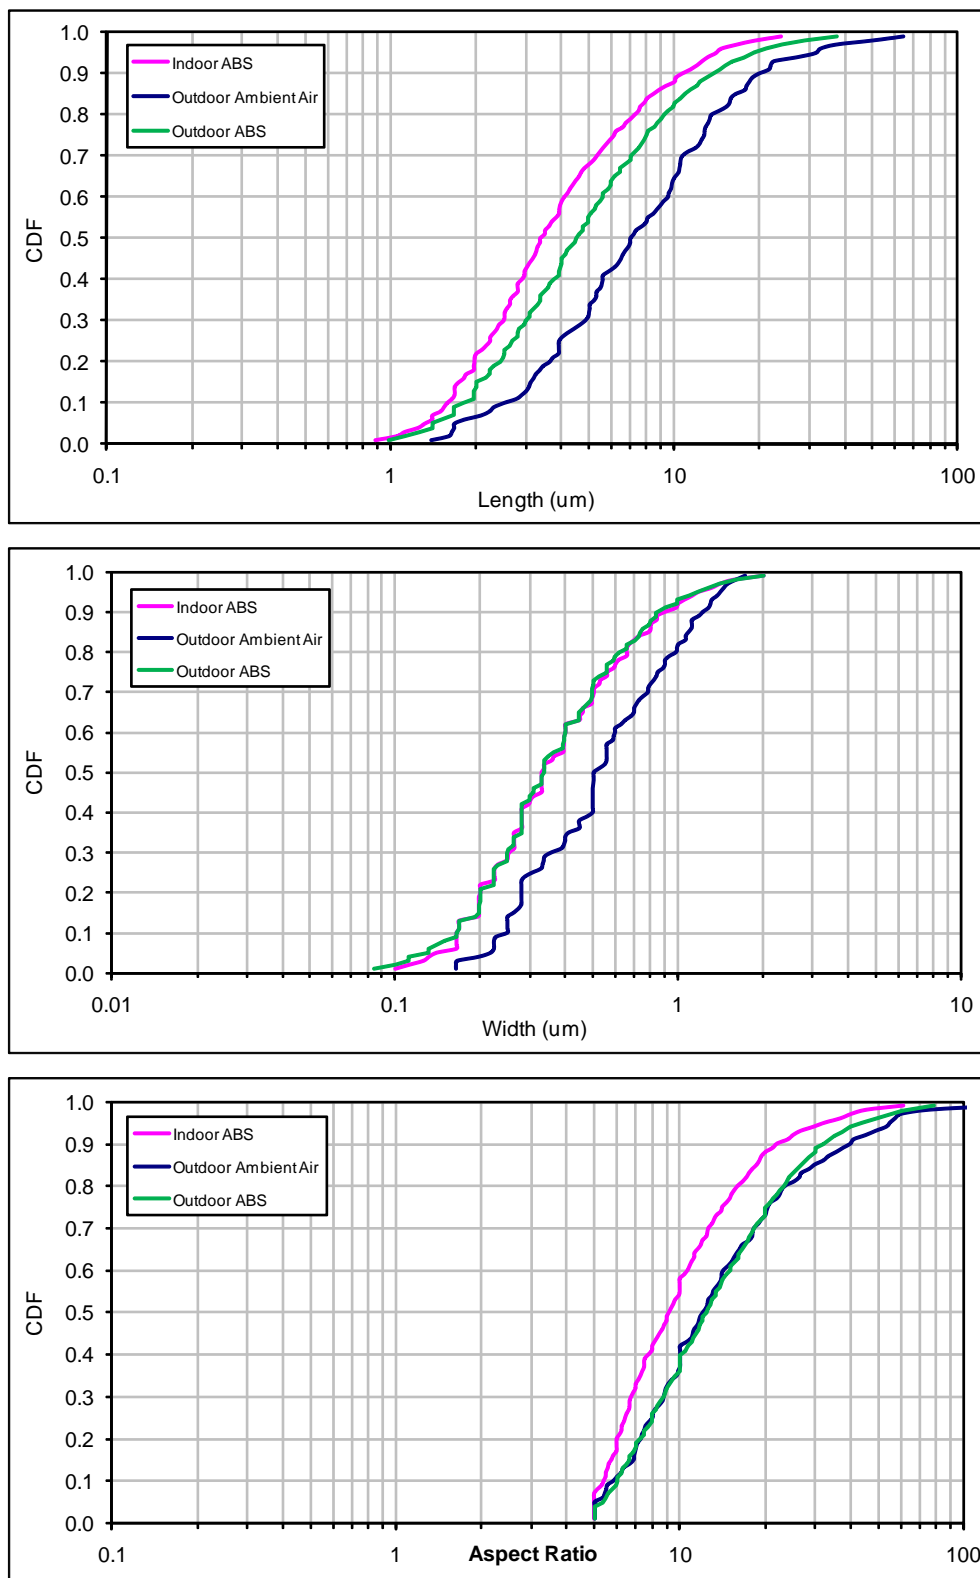 1.0
0.9
0.8
0.7
0.6
0.5
0.4
0.3
0.2
0.1
0.0
CDF
Indoor ABS
Outdoor Ambient Air
Outdoor ABS
0.1 1 10 100
Length (um)
1.0
0.9
0.8
0.7
0.6
0.5
0.4
0.3
0.2
0.1
0.0
CDF
Indoor ABS
Outdoor Ambient Air
Outdoor ABS
0.01 0.1 1 10
Width (um)
1.0
0.9
0.8
0.7
0.6
0.5
0.4
0.3
0.2
0.1
0.0
CDF
Indoor ABS
Outdoor Ambient Air
Outdoor ABS
0.1 1 10 100
Aspect Ratio